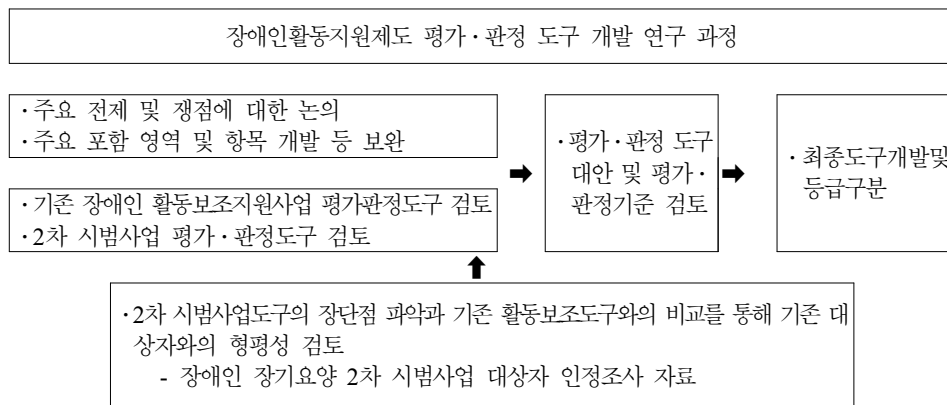 장애인활동지원제도 평가·판정 도구 개발 연구 과정
·주요 전제 및 쟁점에 대한 논의
·주요 포함 영역 및 항목 개발 등 보완
·기존 장애인 활동보조지원사업 평가판정도구 검토
·2차 시범사업 평가·판정도구 검토
·평가·판정 도구
대안 및 평가·
판정기준 검토
·최종도구개발및
등급구분
·2차 시범사업도구의 장단점 파악과 기존 활동보조도구와의 비교를 통해 기존 대
상자와의 형평성 검토
- 장애인 장기요양 2차 시범사업 대상자 인정조사 자료